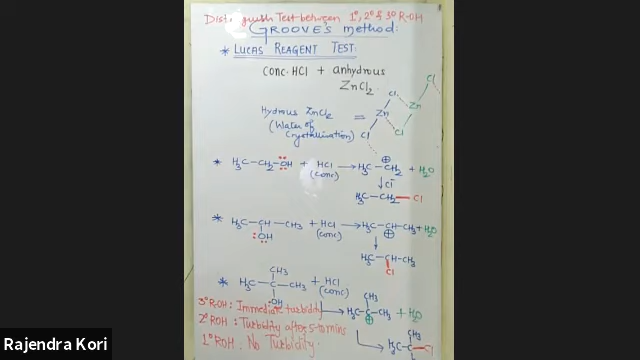 Distinguish Test between 1°, 2° & 3° R-OH
GROOVE'S method:
* LUCAS REAGENT TEST:
conc. HCl + anhydrous
ZnCl₂
Hydrous ZnCl₂ =
(Water of
Crystallisation)
Cl
Cl Zn
Zn
Cl
Cl
* H₃C-CH₂-OH + HCl → H₃C-CH₂ + H₂O
(conc)
⊕
↓ Cl⁻
H₃C-CH₂-Cl
* H₃C-CH-CH₃ + HCl → H₃C-CH-CH₃ + H₂O
OH (conc) ⊕
↓
H₃C-CH-CH₃
Cl
* CH₃
H₃C-C-CH₃ + HCl
(conc)
OH
CH₃
→ H₃C-C-CH₃ + H₂O
⊕
3° R-OH : Immediate turbidity
2° R-OH : Turbidity after 5-10 mins
1° R-OH : No Turbidity.
CH₃
→ H₃C-C-Cl
Rajendra Kori